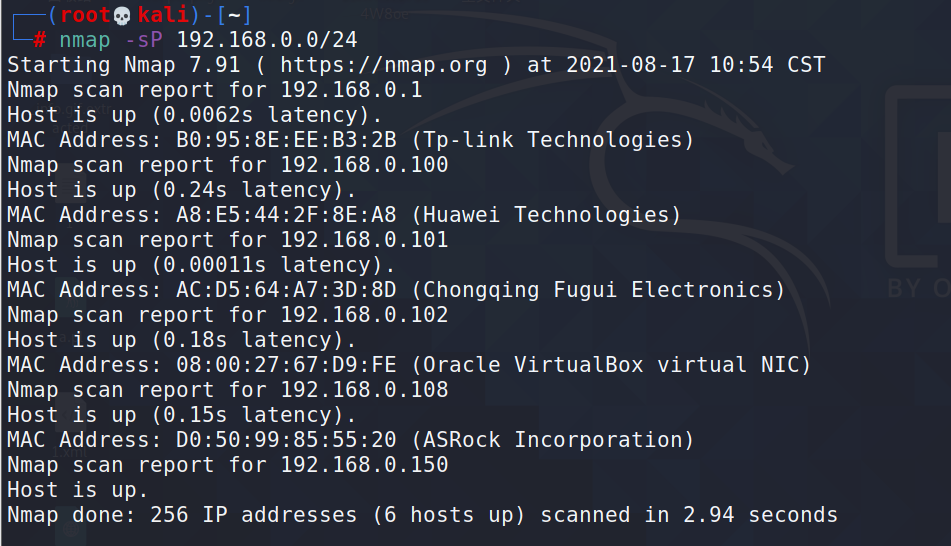 #W8de
┌──(root💀kali)-[~]
└─# nmap -sP 192.168.0.0/24
Starting Nmap 7.91 ( https://nmap.org ) at 2021-08-17 10:54 CST
Nmap scan report for 192.168.0.1
Host is up (0.0062s latency).
MAC Address: B0:95:8E:EE:B3:2B (Tp-link Technologies)
Nmap scan report for 192.168.0.100
Host is up (0.24s latency).
MAC Address: A8:E5:44:2F:8E:A8 (Huawei Technologies)
Nmap scan report for 192.168.0.101
Host is up (0.00011s latency).
MAC Address: AC:D5:64:A7:3D:8D (Chongqing Fugui Electronics)
Nmap scan report for 192.168.0.102
Host is up (0.18s latency).
MAC Address: 08:00:27:67:D9:FE (Oracle VirtualBox virtual NIC)
Nmap scan report for 192.168.0.108
Host is up (0.15s latency).
MAC Address: D0:50:99:85:55:20 (ASRock Incorporation)
Nmap scan report for 192.168.0.150
Host is up.
Nmap done: 256 IP addresses (6 hosts up) scanned in 2.94 seconds
BY O